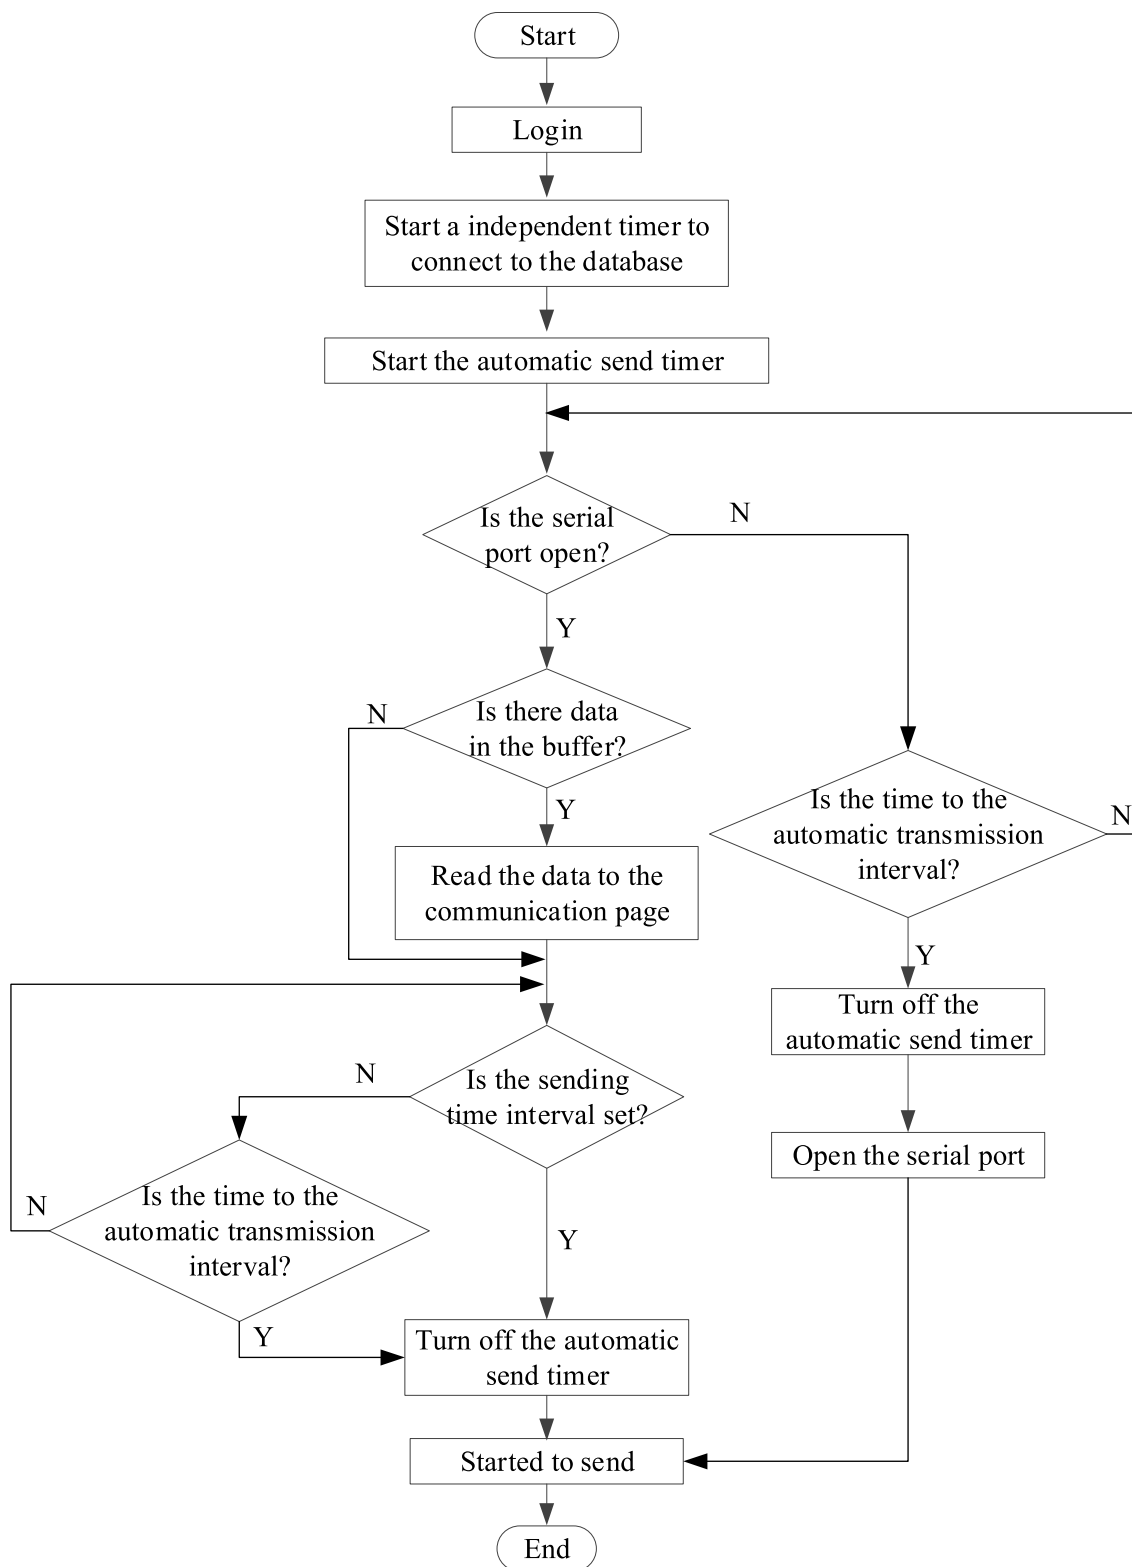 Start
Login
Start a independent timer to
connect to the database
Start the automatic send timer
Is the serial
port open?
N
Y
Is there data
in the buffer?
N
Y
Read the data to the
communication page
Is the time to the
automatic transmission
interval?
N
Y
Turn off the
automatic send timer
Open the serial port
Is the sending
time interval set?
N
Y
Is the time to the
automatic transmission
interval?
N
Y
Turn off the automatic
send timer
Started to send
End